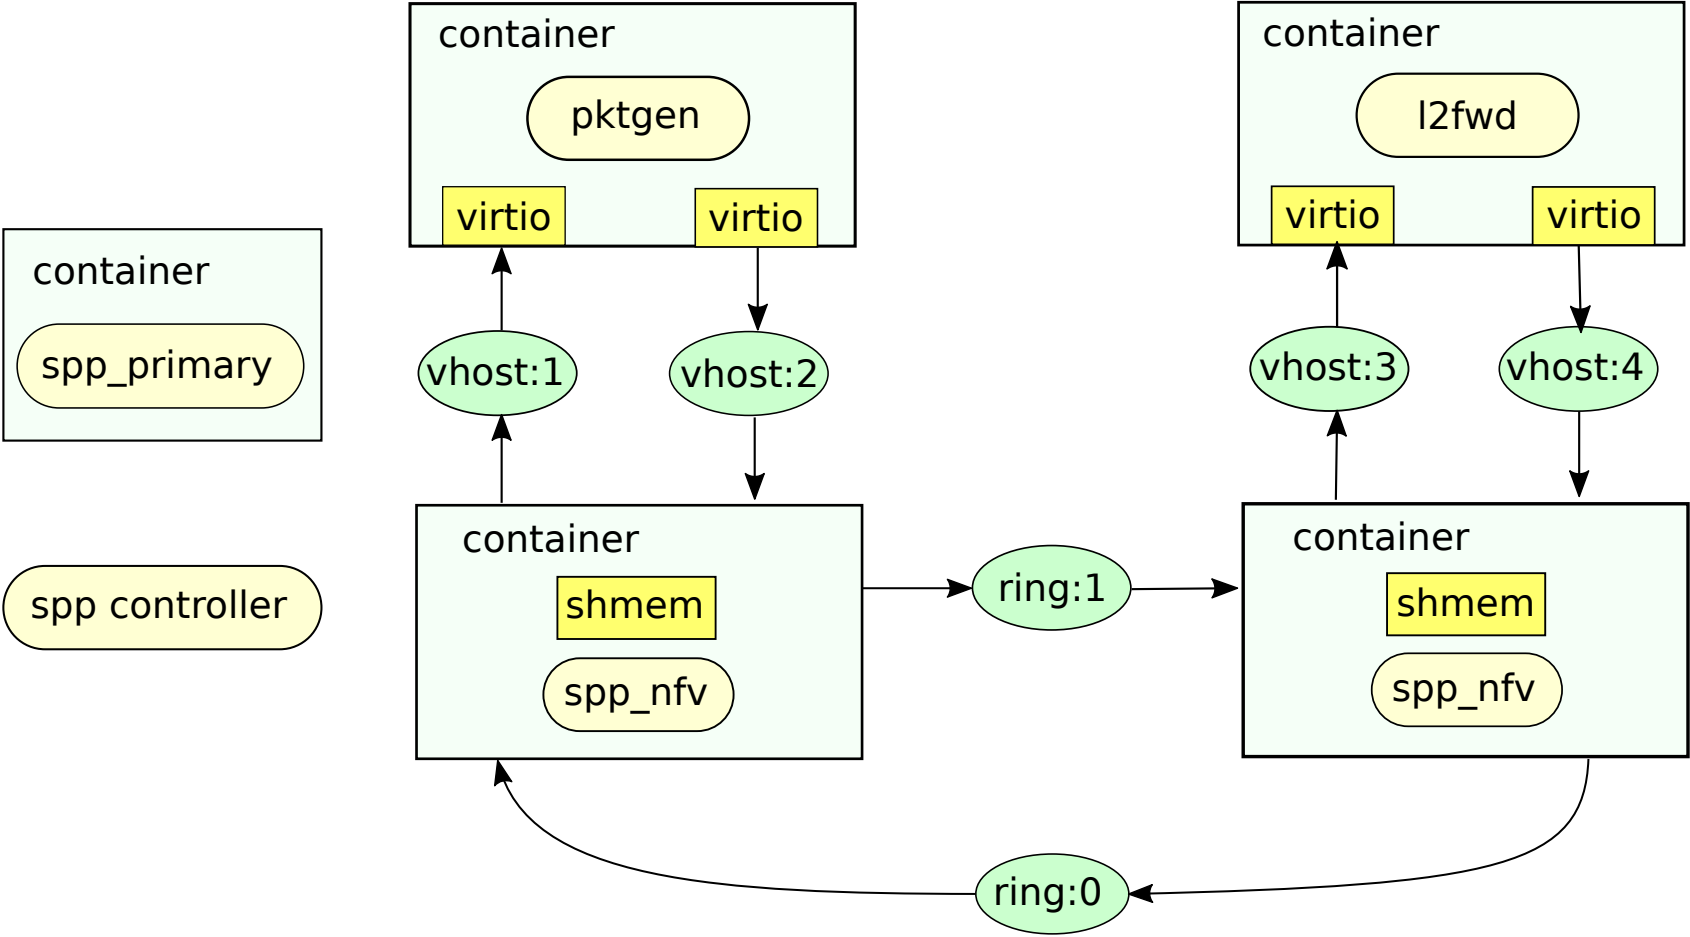 container
pktgen
virtio
virtio
container
l2fwd
virtio
virtio
container
spp_primary
vhost:1
vhost:2
vhost:3
vhost:4
spp controller
container
shmem
spp_nfv
ring:1
container
shmem
spp_nfv
ring:0